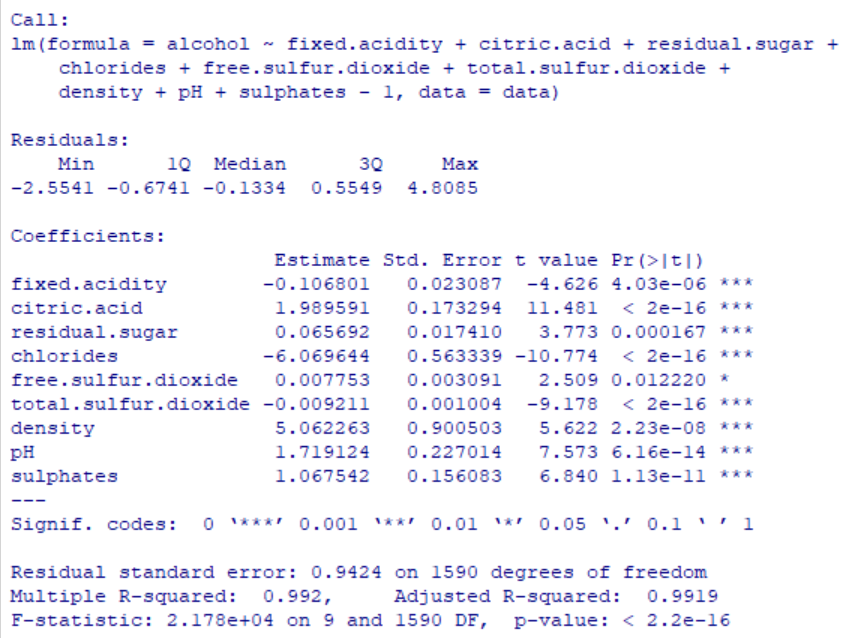 Call:
lm(formula = alcohol ~ fixed.acidity + citric.acid + residual.sugar +
    chlorides + free.sulfur.dioxide + total.sulfur.dioxide +
    density + pH + sulphates - 1, data = data)

Residuals:
    Min      1Q  Median      3Q     Max
-2.5541 -0.6741 -0.1334  0.5549  4.8085

Coefficients:
                      Estimate Std. Error t value Pr(>|t|)
fixed.acidity        -0.106801   0.023087  -4.626 4.03e-06 ***
citric.acid           1.989591   0.173294  11.481  < 2e-16 ***
residual.sugar        0.065692   0.017410   3.773 0.000167 ***
chlorides            -6.069644   0.563339 -10.774  < 2e-16 ***
free.sulfur.dioxide   0.007753   0.003091   2.509 0.012220 *
total.sulfur.dioxide -0.009211   0.001004  -9.178  < 2e-16 ***
density               5.062263   0.900503   5.622 2.23e-08 ***
pH                    1.719124   0.227014   7.573 6.16e-14 ***
sulphates             1.067542   0.156083   6.840 1.13e-11 ***
---
Signif. codes:  0 ‘***’ 0.001 ‘**’ 0.01 ‘*’ 0.05 ‘.’ 0.1 ‘ ’ 1

Residual standard error: 0.9424 on 1590 degrees of freedom
Multiple R-squared:  0.992,     Adjusted R-squared:  0.9919
F-statistic: 2.178e+04 on 9 and 1590 DF,  p-value: < 2.2e-16